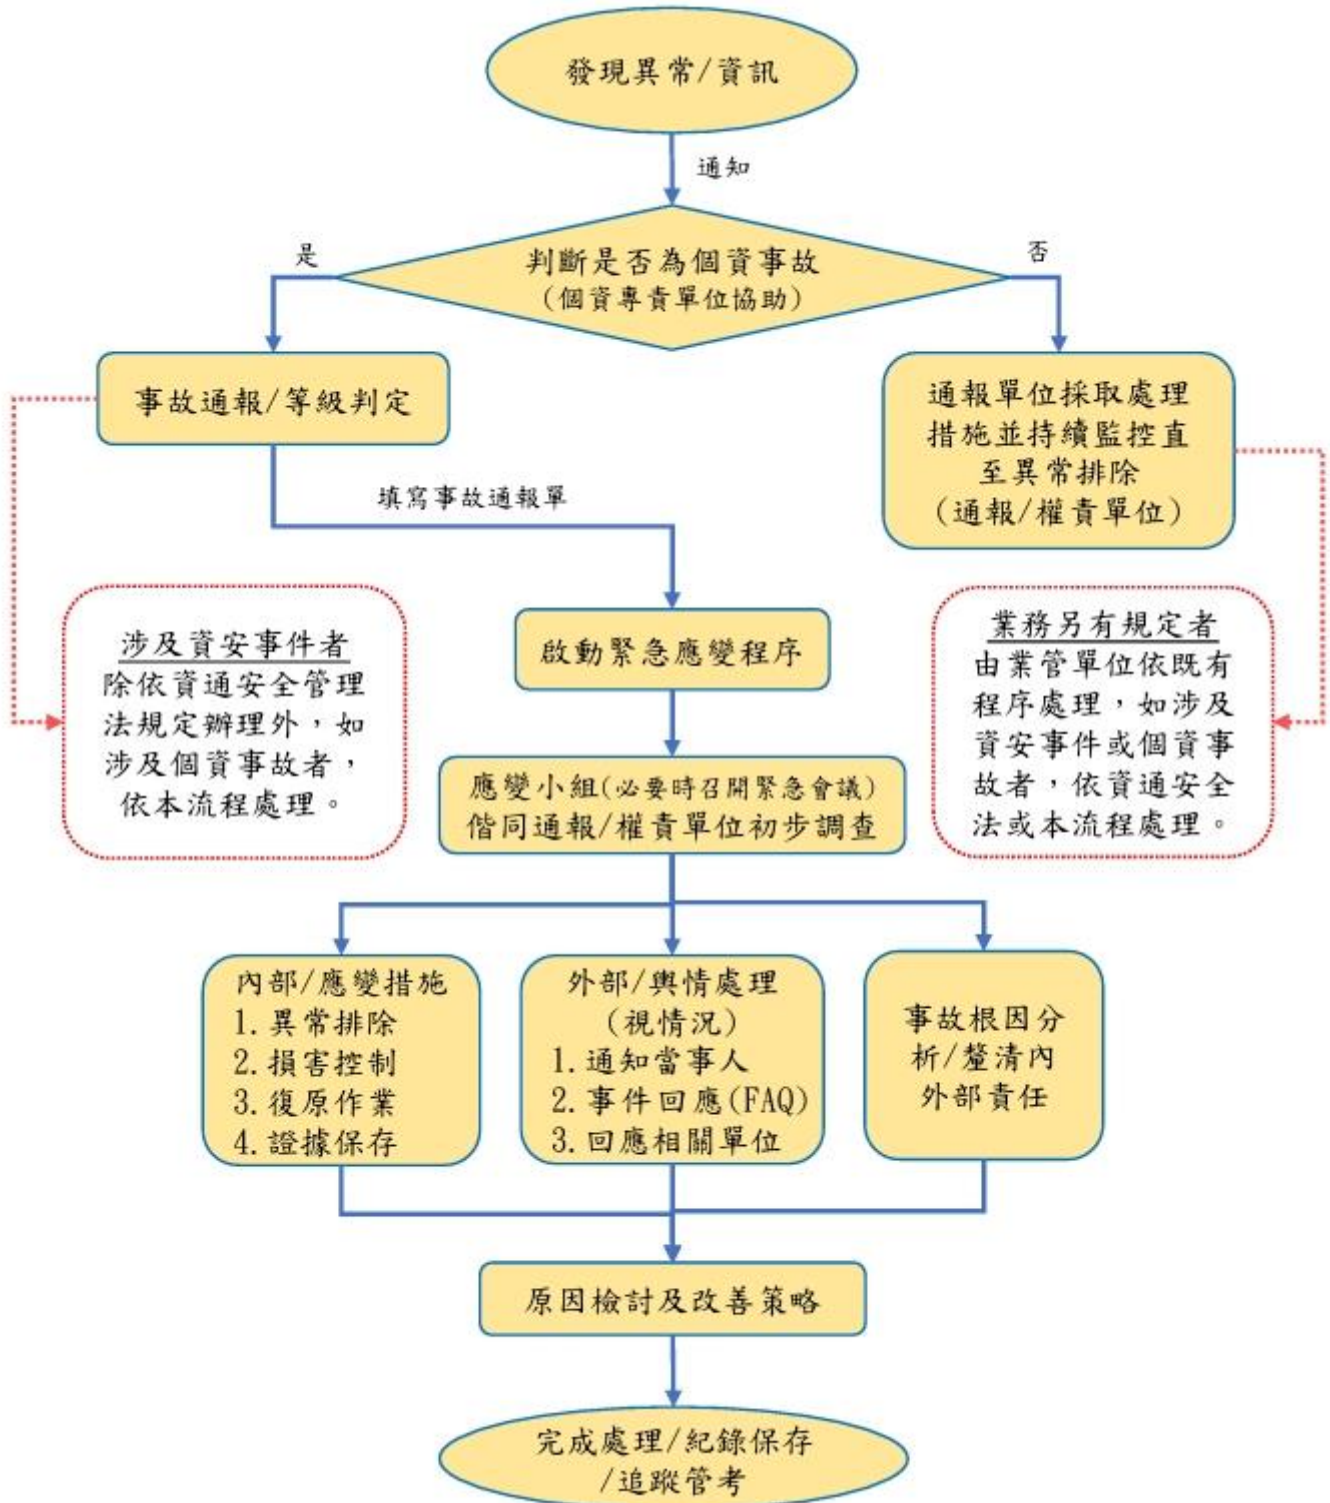 發現異常/資訊
通知
是
判斷是否為個資事故
(個資專責單位協助)
否
事故通報/等級判定
通報單位採取處理
措施並持續監控直
至異常排除
(通報/權責單位)
填寫事故通報單
涉及資安事件者
除依資通安全管理
法規定辦理外，如
涉及個資事故者，
依本流程處理。
啟動緊急應變程序
業務另有規定者
由業管單位依既有
程序處理，如涉及
資安事件或個資事
故者，依資通安全
法或本流程處理。
應變小組(必要時召開緊急會議)
偕同通報/權責單位初步調查
內部/應變措施
1.異常排除
2.損害控制
3.復原作業
4.證據保存
外部/輿情處理
(視情況)
1.通知當事人
2.事件回應(FAQ)
3.回應相關單位
事故根因分
析/釐清內
外部責任
原因檢討及改善策略
完成處理/紀錄保存
/追蹤管考